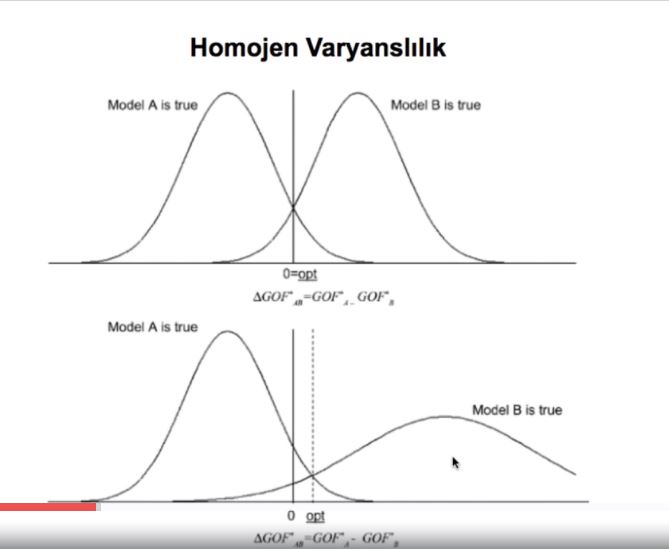 Homojen Varyanslılık
Model A is true
Model B is true
0=opt
ΔGOF*AB=GOF*A- GOF*B
Model A is true
Model B is true
0 opt
ΔGOF*AB=GOF*A- GOF*B